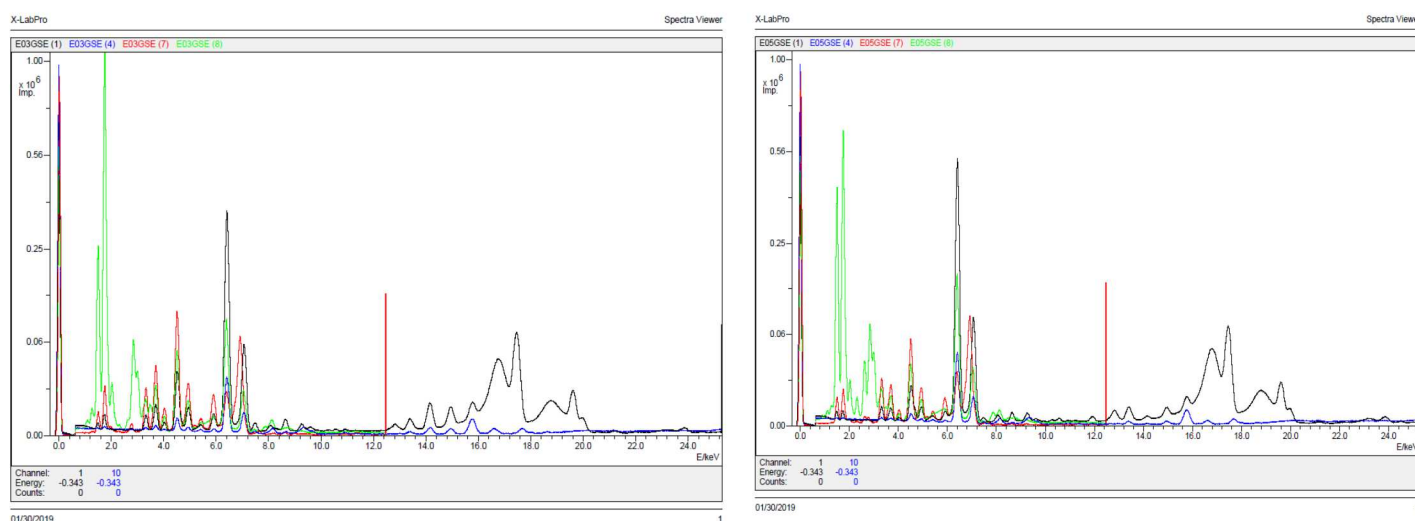 X-LabPro Spectra Viewer
E03GSE (1) E03GSE (4) E03GSE (7) E03GSE (8)
1.00
x 10^6
Imp.
0.56
0.25
0.06
0.00
0.0 2.0 4.0 6.0 8.0 10.0 12.0 14.0 16.0 18.0 20.0 22.0 24.0
E/keV
Channel: 1 10
Energy: -0.343 -0.343
Counts: 0 0
01/30/2019 1
X-LabPro Spectra Viewe
E05GSE (1) E05GSE (4) E05GSE (7) E05GSE (8)
1.00
x 10^6
Imp.
0.56
0.25
0.06
0.00
0.0 2.0 4.0 6.0 8.0 10.0 12.0 14.0 16.0 18.0 20.0 22.0 24.0
E/keV
Channel: 1 10
Energy: -0.343 -0.343
Counts: 0 0
01/30/2019